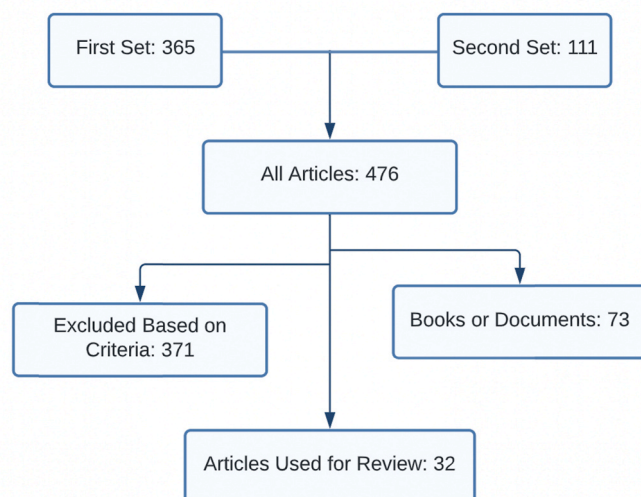 First Set: 365
Second Set: 111
All Articles: 476
Excluded Based on
Criteria: 371
Books or Documents: 73
Articles Used for Review: 32